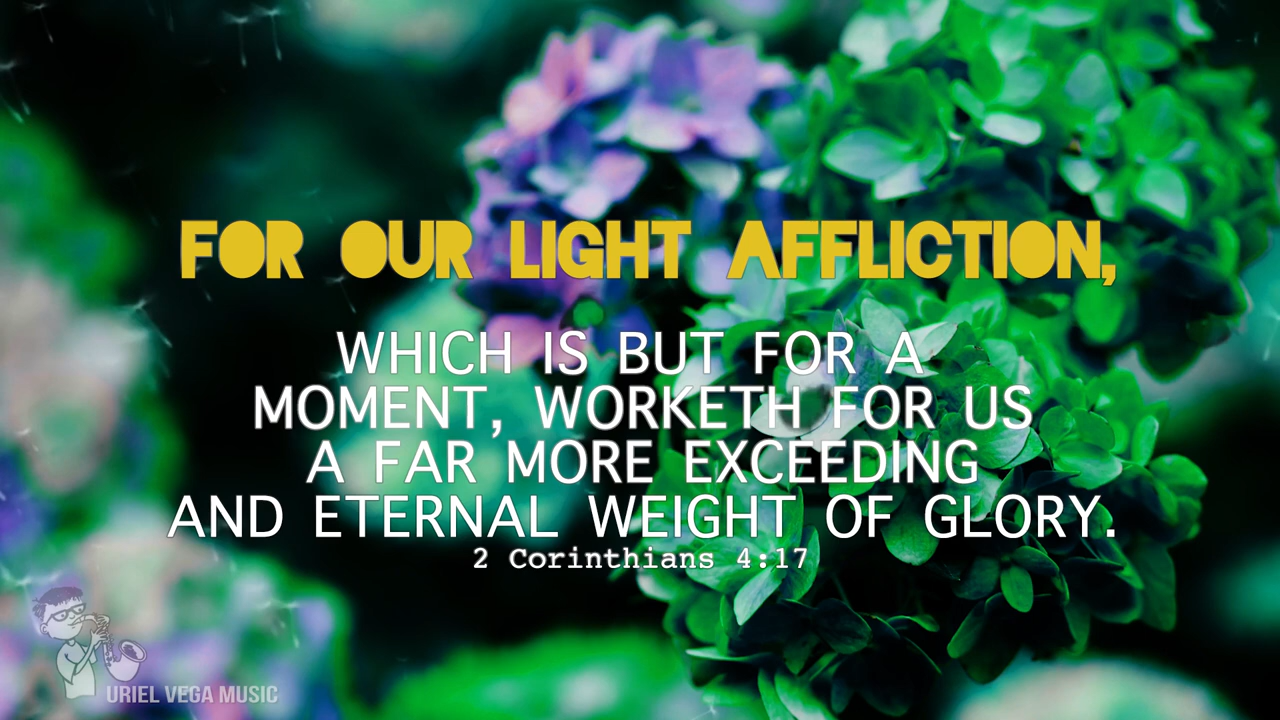 FOR OUR LIGHT AFFLICTION,
WHICH IS BUT FOR A
MOMENT, WORKETH FOR US
A FAR MORE EXCEEDING
AND ETERNAL WEIGHT OF GLORY.
2 Corinthians 4:17
URIEL VEGA MUSIC